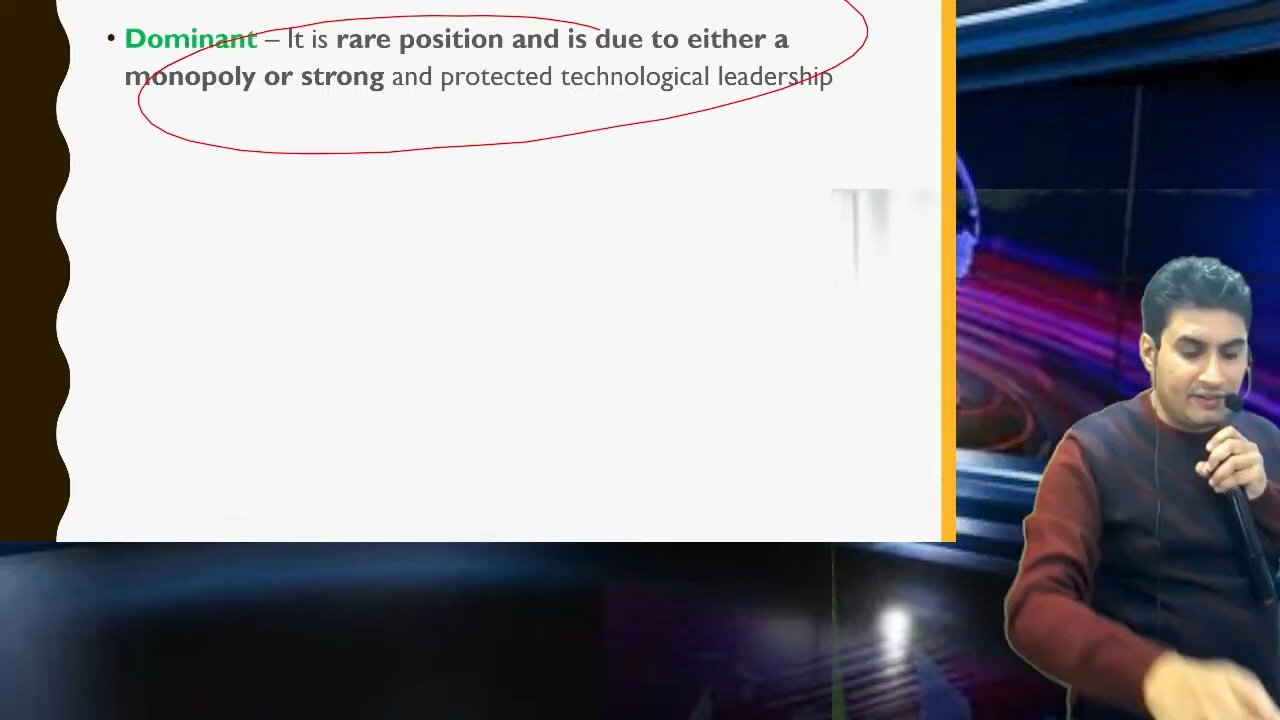 • Dominant – It is rare position and is due to either a
monopoly or strong and protected technological leadership